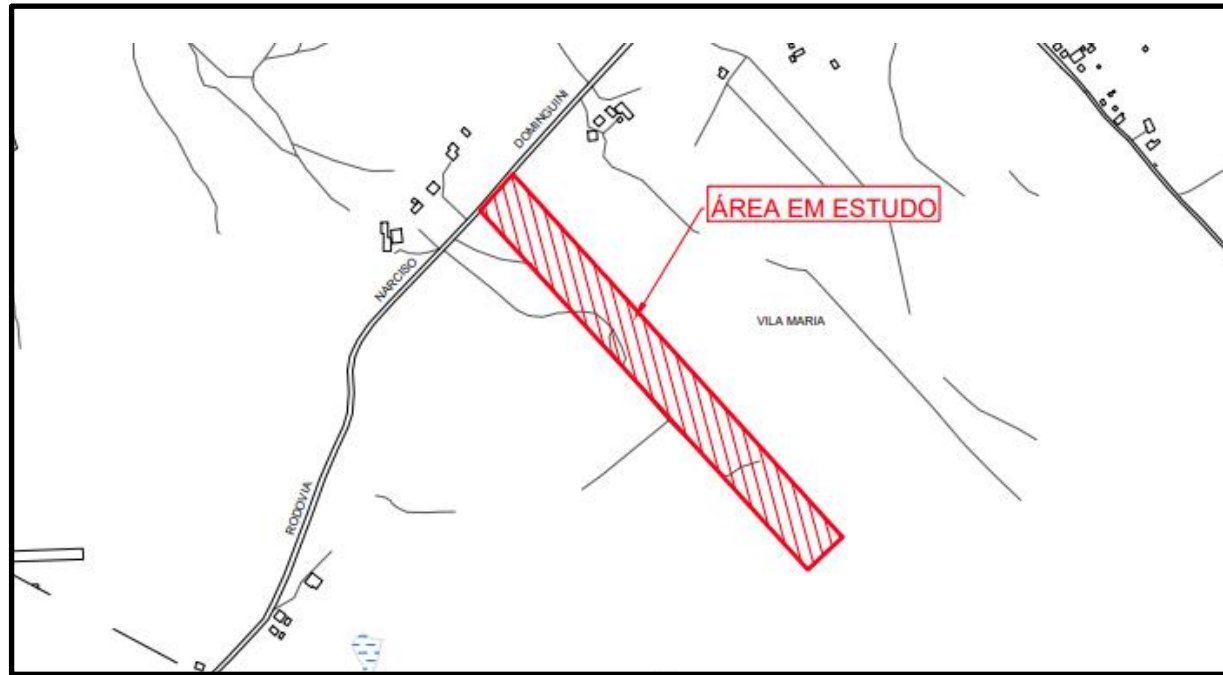 DOMINGUINI
ÁREA EM ESTUDO
NARCISO
VILA MARIA
RODOVIA